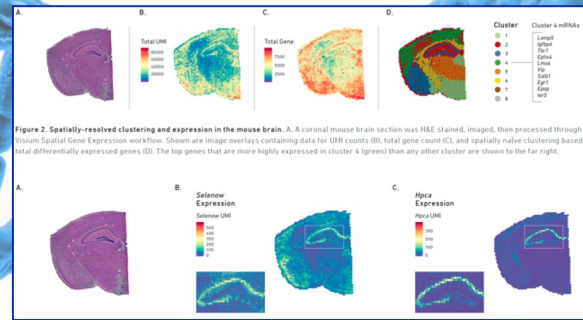 A.
B.
C.
D.
Total UMI
80000
60000
40000
20000
Total Gene
7500
5000
2500
Cluster
1
2
3
4
5
6
7
8
Cluster 4 mRNAs
Lamp5
Igfbp6
Tbr1
Epha4
Lmo4
Vip
Satb1
Egr1
Epop
Ier5
Figure 2. Spatially-resolved clustering and expression in the mouse brain. A. A coronal mouse brain section was H&E stained, imaged, then processed through
Visium Spatial Gene Expression workflow. Shown are image overlays containing data for UMI counts (B), total gene count (C), and spatially naïve clustering based
total differentially expressed genes (D). The top genes that are more highly expressed in cluster 4 (green) than any other cluster are shown to the far right.
A.
B.
Selenow
Expression
Selenow UMI
500
400
300
200
100
0
C.
Hpca
Expression
Hpca UMI
300
200
100
0